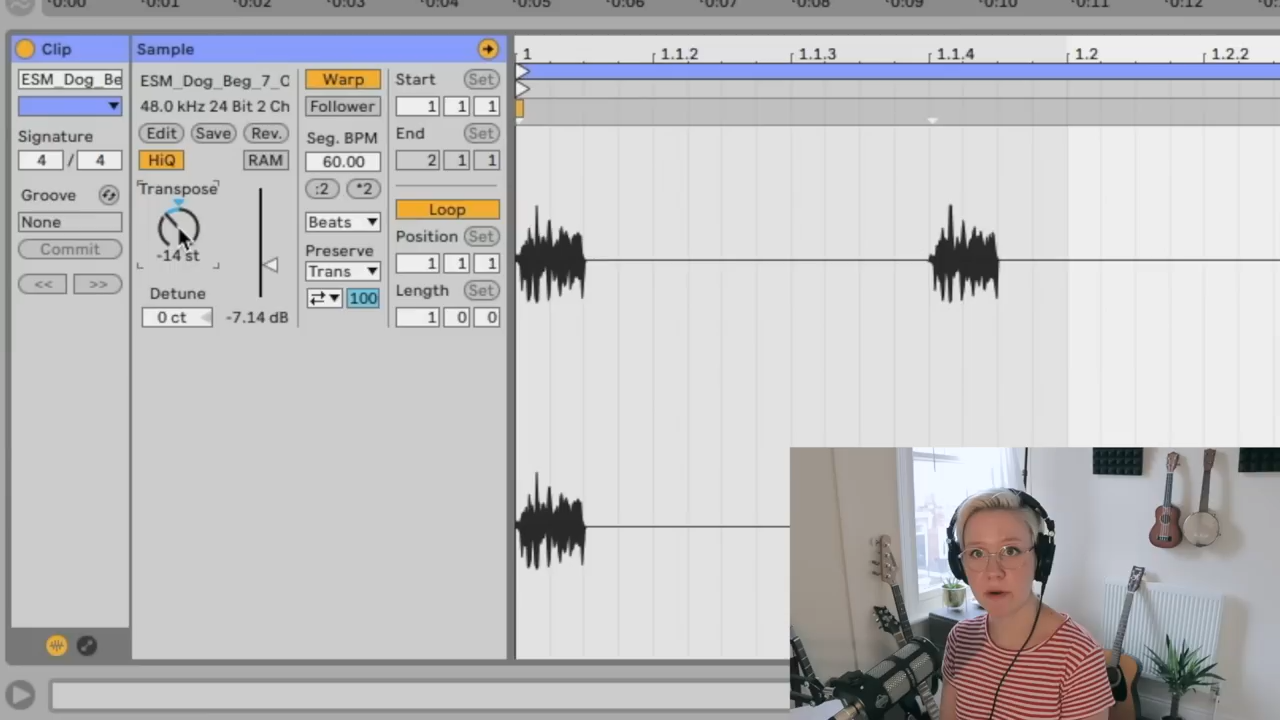 0:00 0:01 0:02 0:03 0:04 0:05 0:06 0:07 0:08 0:09 0:10 0:11 0:12
Clip
Sample
1 1.1.2 1.1.3 1.1.4 1.2 1.2.2
ESM_Dog_Be
ESM_Dog_Beg_7_C
Warp
Start Set
48.0 kHz 24 Bit 2 Ch
Follower
1 1 1
Signature
Edit Save Rev.
Seg. BPM
End Set
4 / 4
HiQ RAM
60.00
2 1 1
Transpose
:2 *2
Groove
Loop
None
Beats
Commit
-14 st
Preserve
Position Set
Trans
1 1 1
<< >>
Detune
100
Length Set
0 ct -7.14 dB
1 0 0